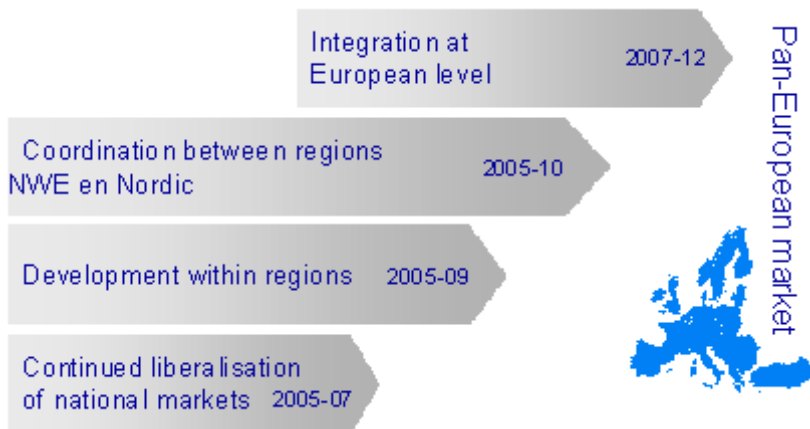 Integration at
European level 2007-12
Coordination between regions
NWE en Nordic 2005-10
Development within regions 2005-09
Continued liberalisation
of national markets 2005-07
Pan-European market